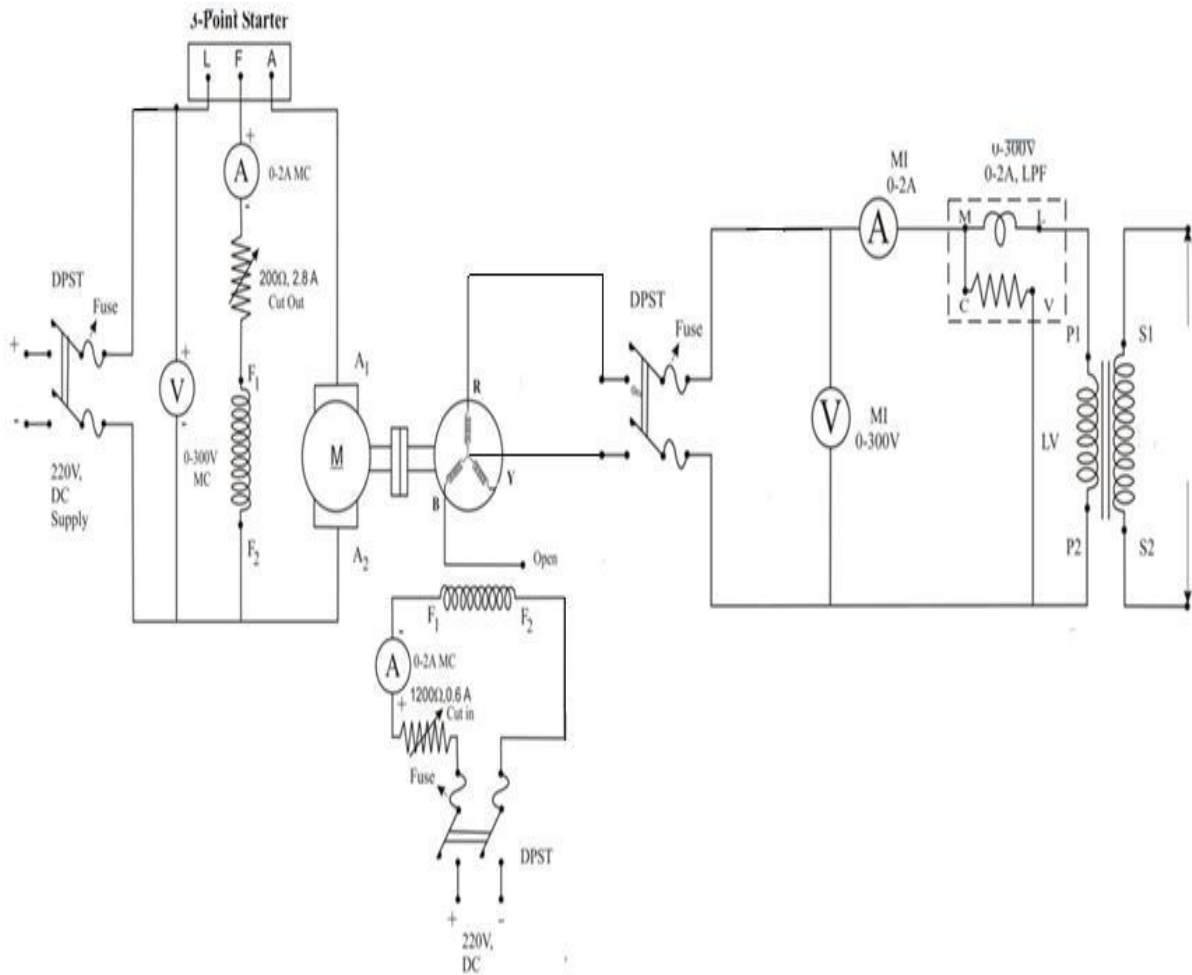 3-Point Starter
L F A
+
A
0-2A MC
-
200Ω, 2.8 A
Cut Out
DPST
Fuse
+
-
220V,
DC
Supply
+
V
-
0-300V
MC
F1
F2
A1
M
A2
R
Y
B
Open
F1
F2
-
A
0-2A MC
+
1200Ω,0.6 A
Cut in
Fuse
DPST
+ -
220V,
DC
DPST
Fuse
MI
0-2A
A
0-300V
0-2A, LPF
M L
C V
V
MI
0-300V
P1
S1
LV
P2
S2